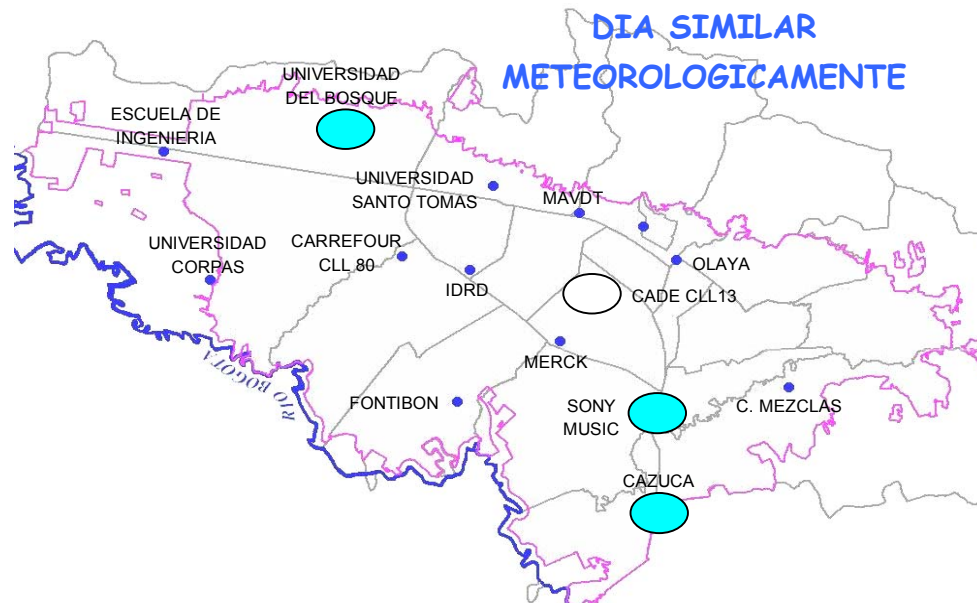 DIA SIMILAR
METEOROLOGICAMENTE
UNIVERSIDAD
DEL BOSQUE
ESCUELA DE
INGENIERIA
UNIVERSIDAD
SANTO TOMAS
MAVDT
UNIVERSIDAD
CORPAS
CARREFOUR
CLL 80
IDRD
OLAYA
CADE CLL13
MERCK
RIO BOGOTA
FONTIBON
SONY
MUSIC
C. MEZCLAS
CAZUCA